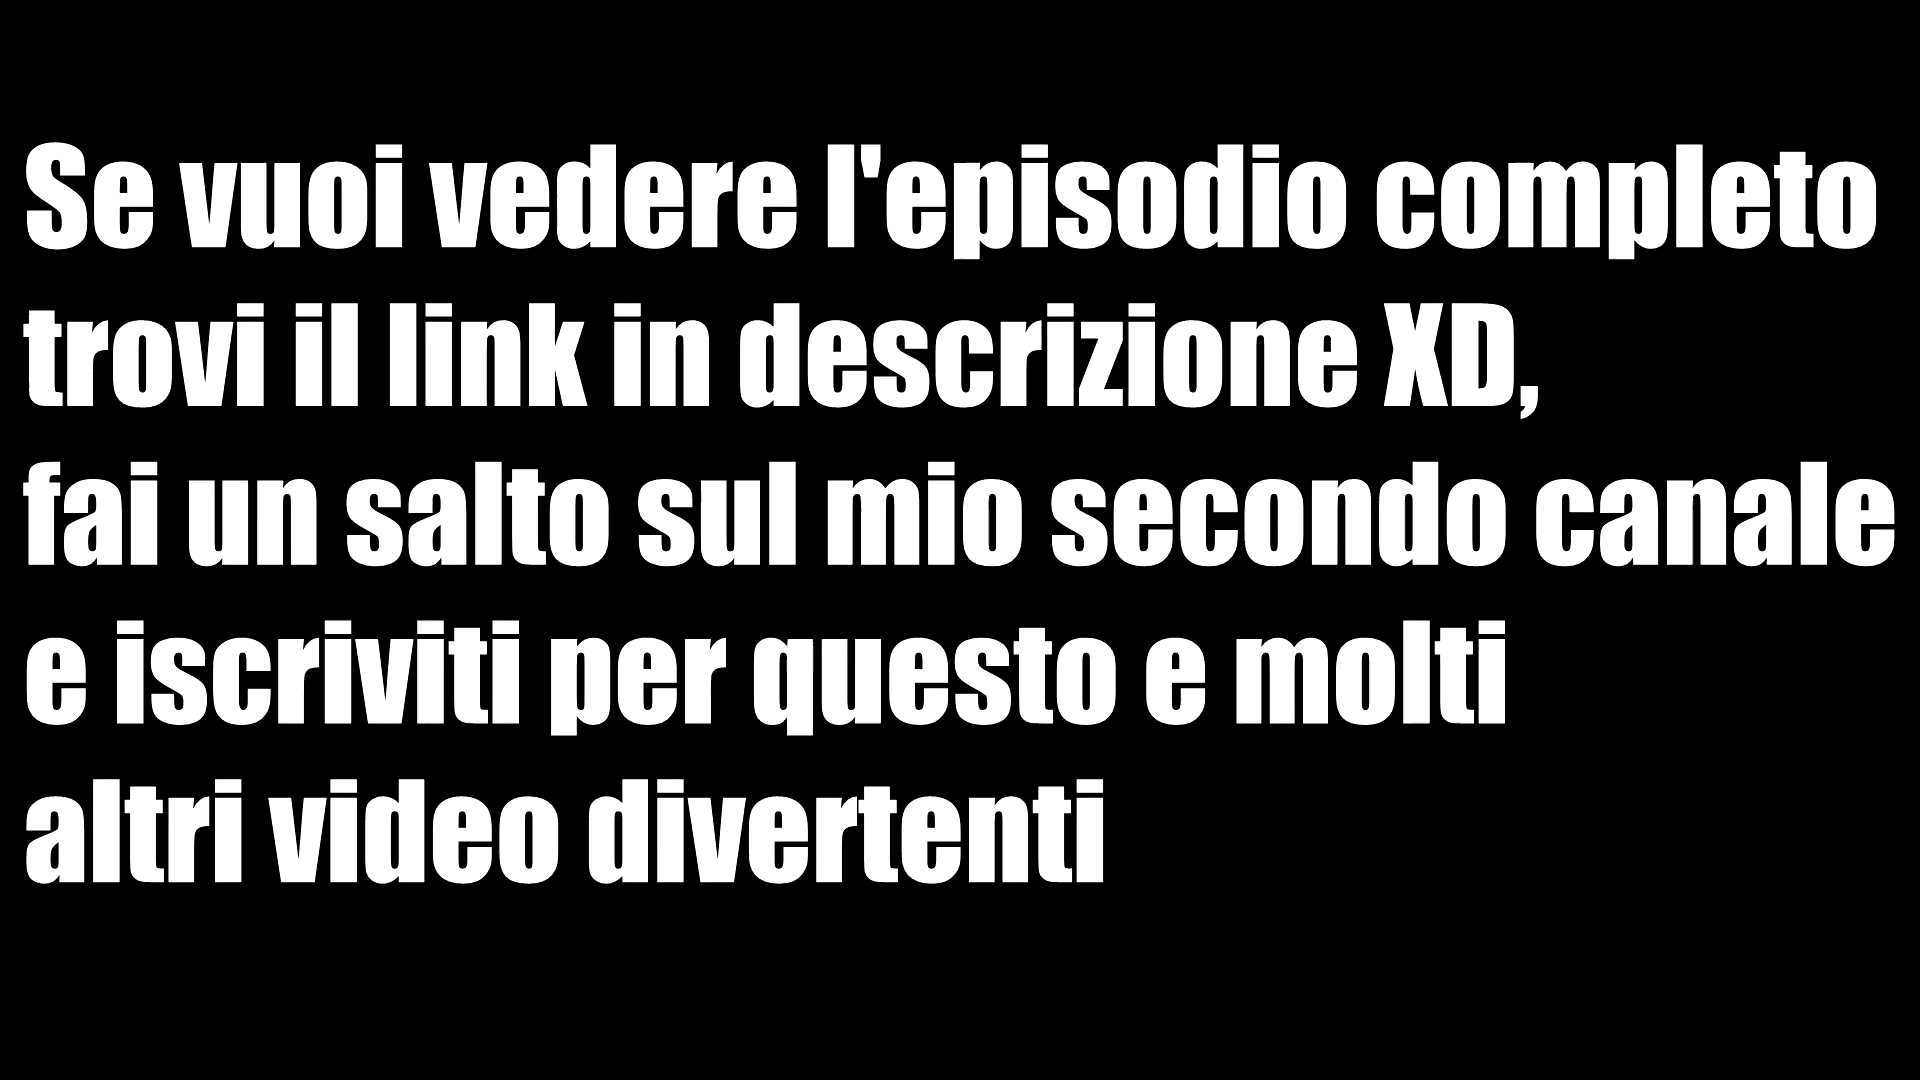 Se vuoi vedere l'episodio completo
trovi il link in descrizione XD,
fai un salto sul mio secondo canale
e iscriviti per questo e molti
altri video divertenti